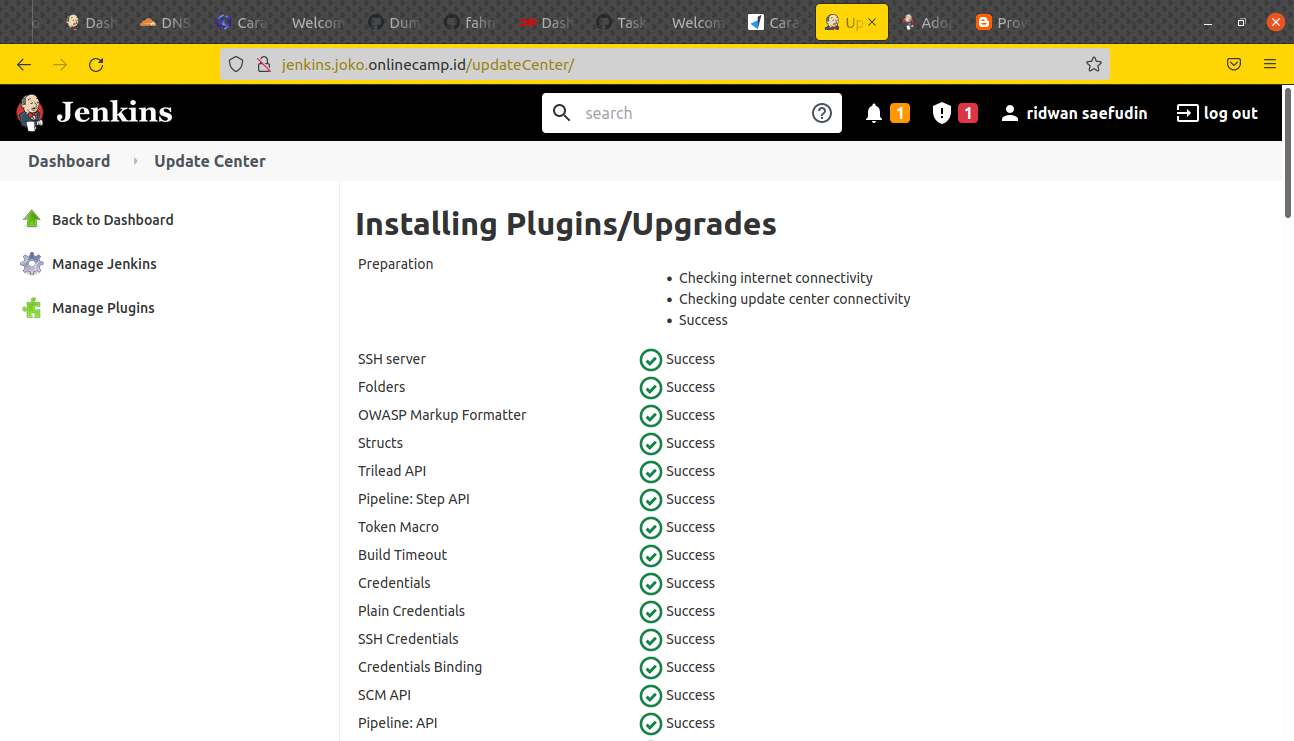 Dash DNS Cara Welcom Dum fahm Dash Task Welcom Cara Up Ado Prov
jenkins.joko.onlinecamp.id/updateCenter/
Jenkins search 1 1 ridwan saefudin log out
Dashboard Update Center
Back to Dashboard
Manage Jenkins
Manage Plugins
Installing Plugins/Upgrades
Preparation
Checking internet connectivity
Checking update center connectivity
Success
SSH server Success
Folders Success
OWASP Markup Formatter Success
Structs Success
Trilead API Success
Pipeline: Step API Success
Token Macro Success
Build Timeout Success
Credentials Success
Plain Credentials Success
SSH Credentials Success
Credentials Binding Success
SCM API Success
Pipeline: API Success